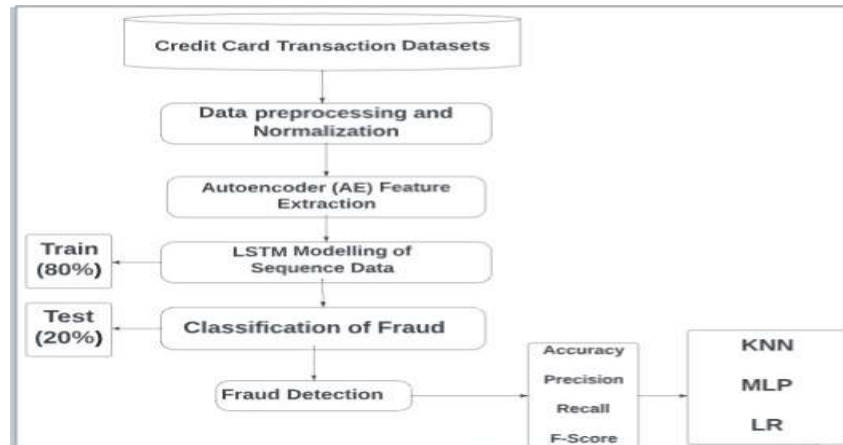 Credit Card Transaction Datasets
Data preprocessing and
Normalization
Autoencoder (AE) Feature
Extraction
Train
(80%)
LSTM Modelling of
Sequence Data
Test
(20%)
Classification of Fraud
Fraud Detection
Accuracy
Precision
Recall
F-Score
KNN
MLP
LR